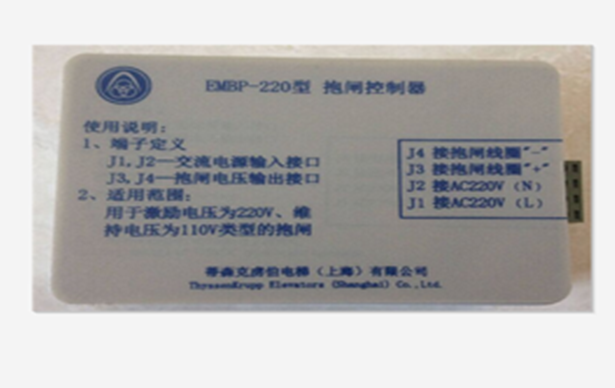 EMBP-220型 抱闸控制器
使用说明:
1、端子定义
J1,J2—交流电源输入接口
J3,J4—抱闸电压输出接口
2、适用范围:
用于激励电压为220V、维
持电压为110V类型的抱闸
J4 接抱闸线圈"-"
J3 接抱闸线圈"+"
J2 接AC220V（N）
J1 接AC220V（L）
蒂森克虏伯电梯（上海）有限公司
ThyssenKrupp Elevators (Shanghai) Co.,Ltd.